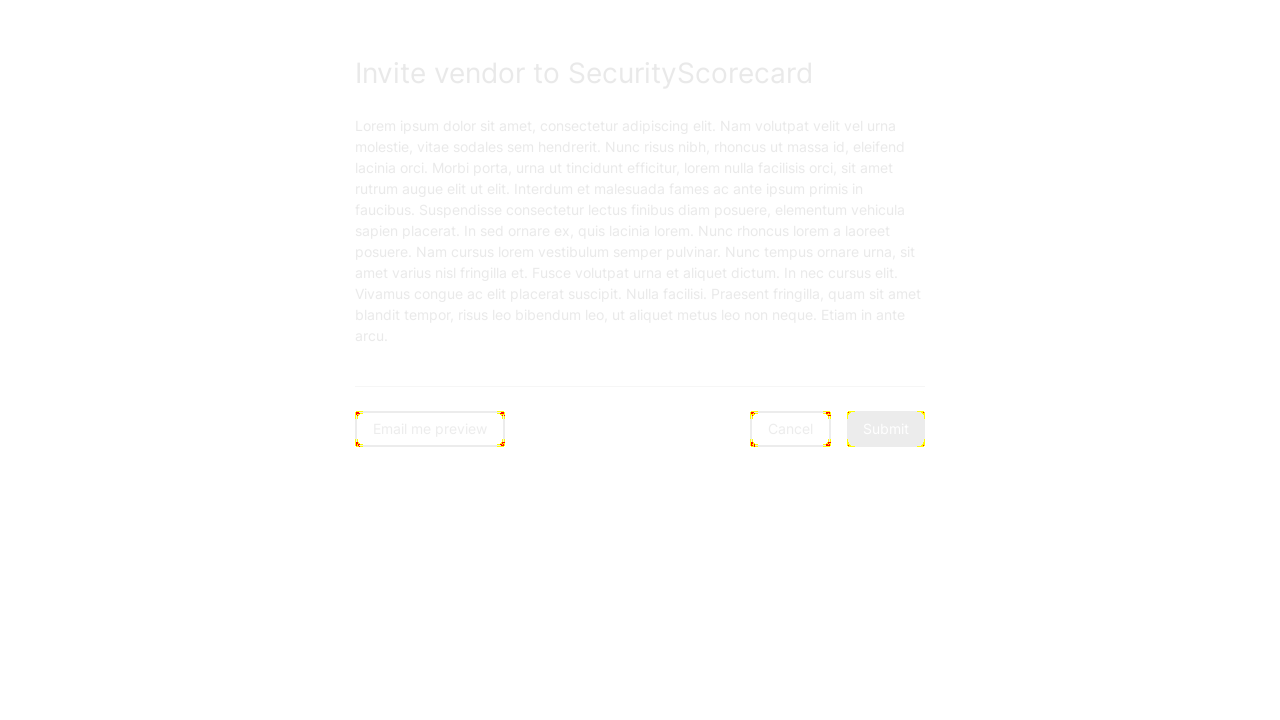 Invite vendor to SecurityScorecard
Lorem ipsum dolor sit amet, consectetur adipiscing elit. Nam volutpat velit vel urna
molestie, vitae sodales sem hendrerit. Nunc risus nibh, rhoncus ut massa id, eleifend
lacinia orci. Morbi porta, urna ut tincidunt efficitur, lorem nulla facilisis orci, sit amet
rutrum augue elit ut elit. Interdum et malesuada fames ac ante ipsum primis in
faucibus. Suspendisse consectetur lectus finibus diam posuere, elementum vehicula
sapien placerat. In sed ornare ex, quis lacinia lorem. Nunc rhoncus lorem a laoreet
posuere. Nam cursus lorem vestibulum semper pulvinar. Nunc tempus ornare urna, sit
amet varius nisl fringilla et. Fusce volutpat urna et aliquet dictum. In nec cursus elit.
Vivamus congue ac elit placerat suscipit. Nulla facilisi. Praesent fringilla, quam sit amet
blandit tempor, risus leo bibendum leo, ut aliquet metus leo non neque. Etiam in ante
arcu.
Email me preview
Cancel
Submit